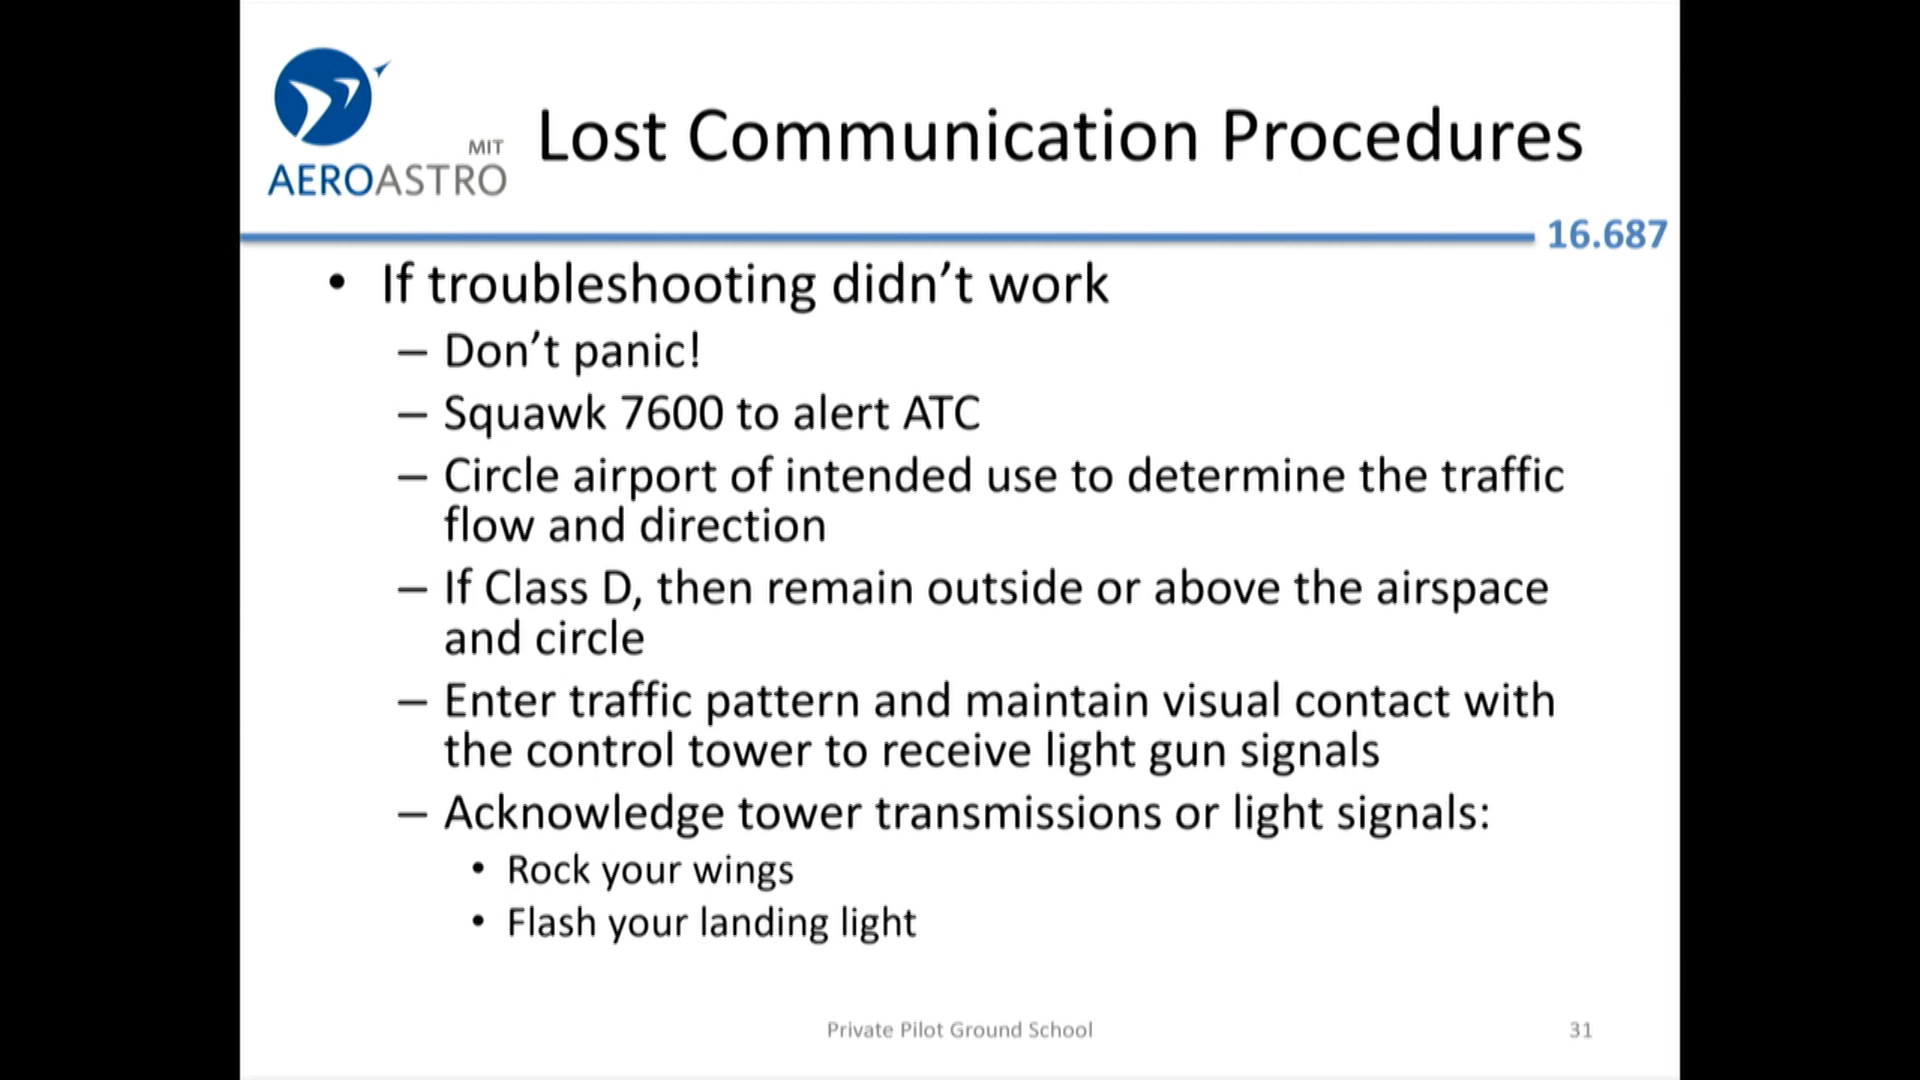 MIT
AEROASTRO
Lost Communication Procedures
16.687
• If troubleshooting didn’t work
– Don’t panic!
– Squawk 7600 to alert ATC
– Circle airport of intended use to determine the traffic
flow and direction
– If Class D, then remain outside or above the airspace
and circle
– Enter traffic pattern and maintain visual contact with
the control tower to receive light gun signals
– Acknowledge tower transmissions or light signals:
• Rock your wings
• Flash your landing light
Private Pilot Ground School
31